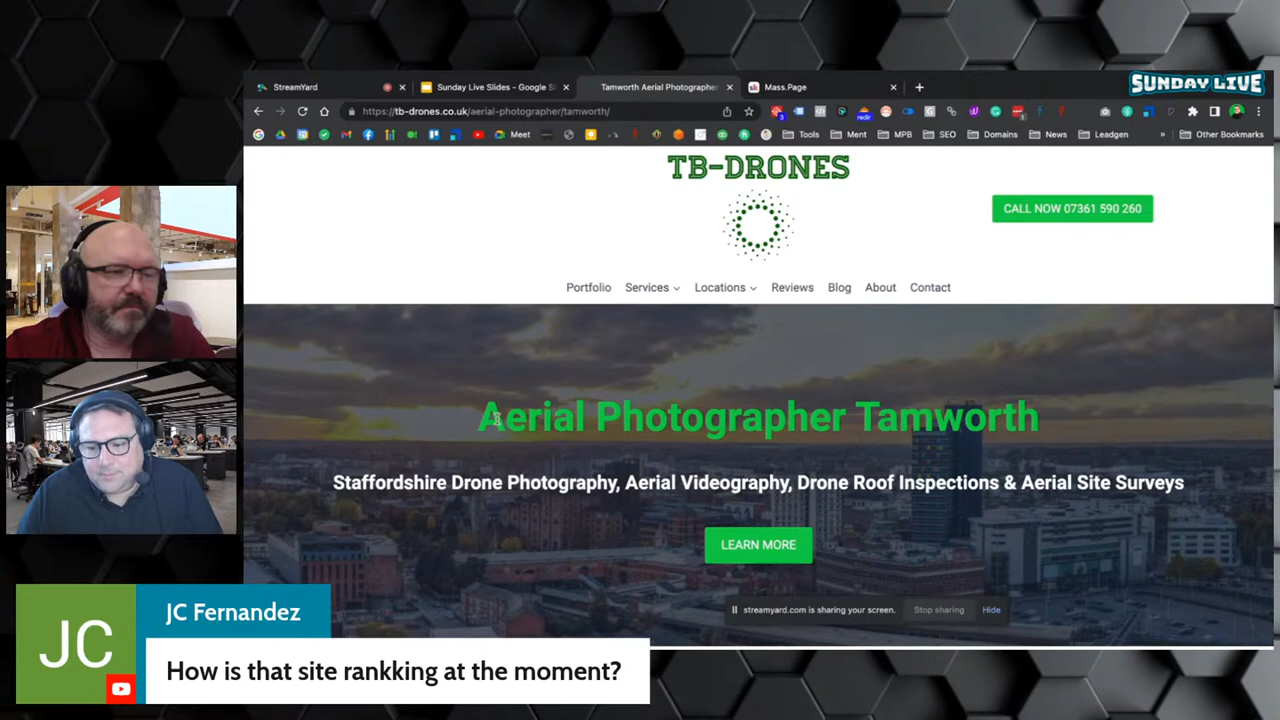 SUNDAY LIVE
StreamYard
Sunday Live Slides - Google S
Tamworth Aerial Photographer
Mass.Page
https://tb-drones.co.uk/aerial-photographer/tamworth/
Meet
Tools
Ment
MPB
SEO
Domains
News
Leadgen
Other Bookmarks
TB-DRONES
CALL NOW 07361 590 260
Portfolio Services Locations Reviews Blog About Contact
Aerial Photographer Tamworth
Staffordshire Drone Photography, Aerial Videography, Drone Roof Inspections & Aerial Site Surveys
LEARN MORE
streamyard.com is sharing your screen. Stop sharing Hide
JC
JC Fernandez
How is that site rankking at the moment?